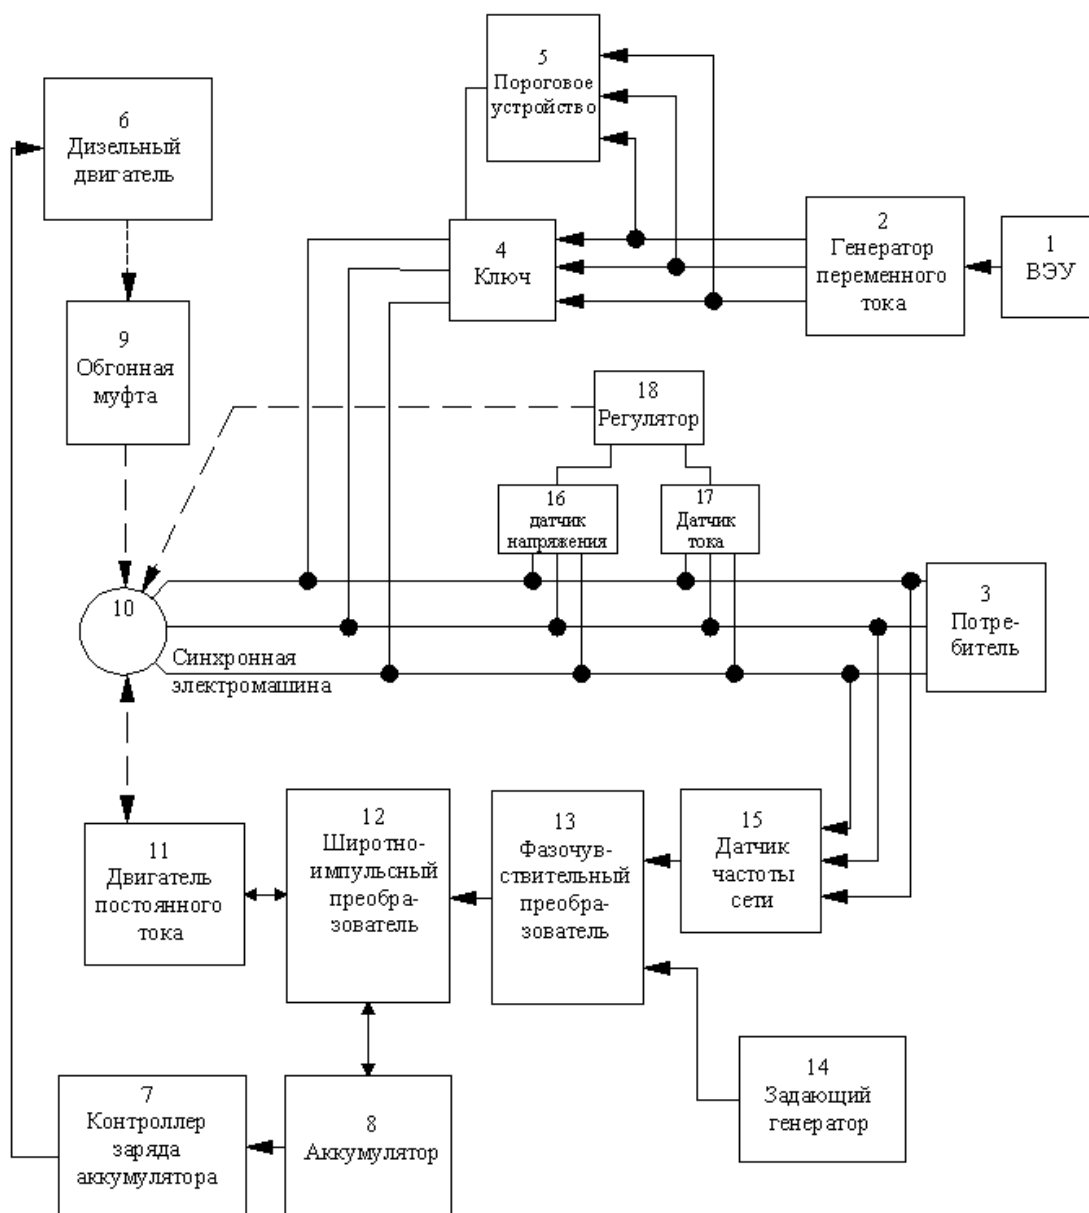 5
Пороговое
устройство
6
Дизельный
двигатель
4
Ключ
2
Генератор
переменного
тока
1
ВЭУ
9
Обгонная
муфта
18
Регулятор
16
датчик
напряжения
17
Датчик
тока
10
Синхронная
электромашина
3
Потре-
битель
11
Двигатель
постоянного
тока
12
Широтно-
импульсный
преобра-
зователь
13
Фазочув-
ствительный
преобра-
зователь
15
Датчик
частоты
сети
14
Задающий
генератор
7
Контроллер
заряда
аккумулятора
8
Аккумулятор